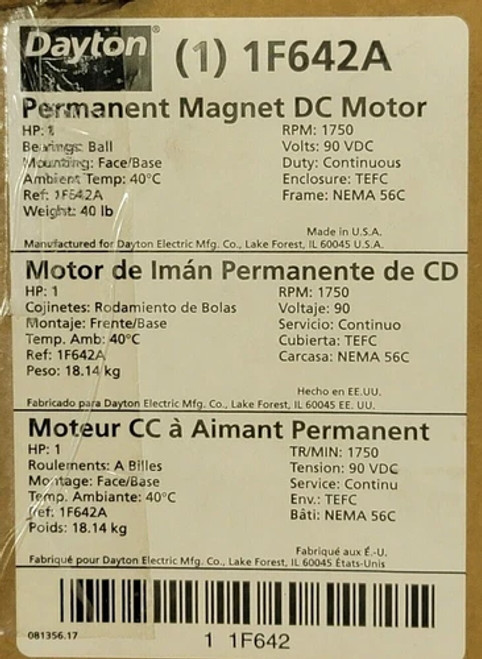 Dayton® (1) 1F642A
Permanent Magnet DC Motor
HP: 1 RPM: 1750
Bearings: Ball Volts: 90 VDC
Mounting: Face/Base Duty: Continuous
Ambient Temp: 40°C Enclosure: TEFC
Ref: 1F642A Frame: NEMA 56C
Weight: 40 lb
Made in U.S.A.
Manufactured for Dayton Electric Mfg. Co., Lake Forest, IL 60045 U.S.A.
Motor de Imán Permanente de CD
HP: 1 RPM: 1750
Cojinetes: Rodamiento de Bolas Voltaje: 90
Montaje: Frente/Base Servicio: Continuo
Temp. Amb: 40°C Cubierta: TEFC
Ref: 1F642A Carcasa: NEMA 56C
Peso: 18.14 kg
Hecho en EE.UU.
Fabricado para Dayton Electric Mfg. Co., Lake Forest, IL 60045 EE. UU.
Moteur CC à Aimant Permanent
HP: 1 TR/MIN: 1750
Roulements: A Billes Tension: 90 VDC
Montage: Face/Base Service: Continu
Temp. Ambiante: 40°C Env.: TEFC
Réf: 1F642A Bâti: NEMA 56C
Poids: 18.14 kg
Fabriqué aux É.-U.
Fabriqué pour Dayton Electric Mfg. Co., Lake Forest, IL 60045 États-Unis
081356.17 1 1F642